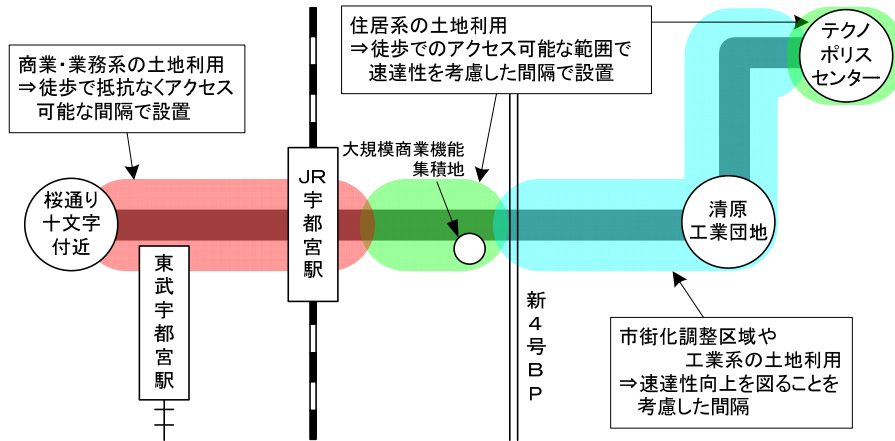 商業・業務系の土地利用
⇒徒歩で抵抗なくアクセス
可能な間隔で設置
住居系の土地利用
⇒徒歩でのアクセス可能な範囲で
速達性を考慮した間隔で設置
テクノ
ポリス
センター
大規模商業機能
集積地
JR宇都宮駅
桜通り
十文字
付近
清原
工業団地
東武宇都宮駅
新4号BP
市街化調整区域や
工業系の土地利用
⇒速達性向上を図ることを
考慮した間隔